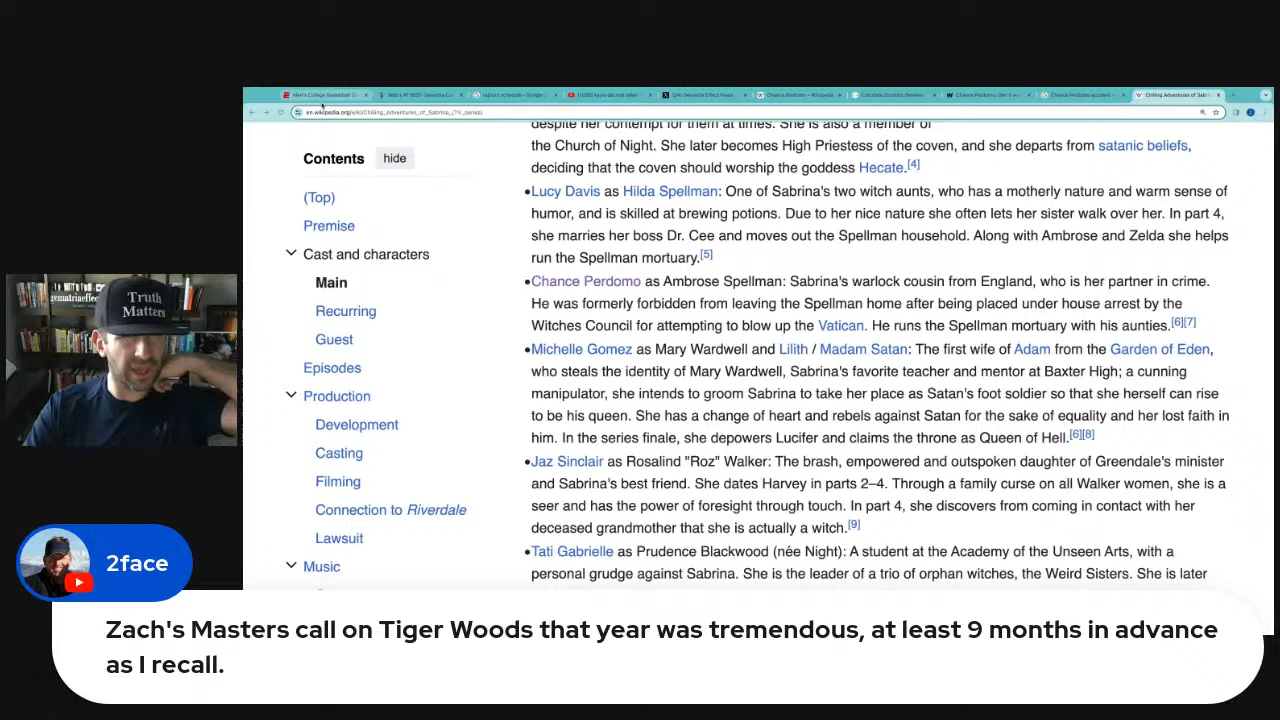 en.wikipedia.org/wiki/Chilling_Adventures_of_Sabrina_(TV_series)
despite her contempt for them at times. She is also a member of
the Church of Night. She later becomes High Priestess of the coven, and she departs from satanic beliefs,
deciding that the coven should worship the goddess Hecate.[4]
•Lucy Davis as Hilda Spellman: One of Sabrina's two witch aunts, who has a motherly nature and warm sense of
humor, and is skilled at brewing potions. Due to her nice nature she often lets her sister walk over her. In part 4,
she marries her boss Dr. Cee and moves out the Spellman household. Along with Ambrose and Zelda she helps
run the Spellman mortuary.[5]
•Chance Perdomo as Ambrose Spellman: Sabrina's warlock cousin from England, who is her partner in crime.
He was formerly forbidden from leaving the Spellman home after being placed under house arrest by the
Witches Council for attempting to blow up the Vatican. He runs the Spellman mortuary with his aunties.[6][7]
•Michelle Gomez as Mary Wardwell and Lilith / Madam Satan: The first wife of Adam from the Garden of Eden,
who steals the identity of Mary Wardwell, Sabrina's favorite teacher and mentor at Baxter High; a cunning
manipulator, she intends to groom Sabrina to take her place as Satan's foot soldier so that she herself can rise
to be his queen. She has a change of heart and rebels against Satan for the sake of equality and her lost faith in
him. In the series finale, she depowers Lucifer and claims the throne as Queen of Hell.[6][8]
•Jaz Sinclair as Rosalind "Roz" Walker: The brash, empowered and outspoken daughter of Greendale's minister
and Sabrina's best friend. She dates Harvey in parts 2–4. Through a family curse on all Walker women, she is a
seer and has the power of foresight through touch. In part 4, she discovers from coming in contact with her
deceased grandmother that she is actually a witch.[9]
•Tati Gabrielle as Prudence Blackwood (née Night): A student at the Academy of the Unseen Arts, with a
personal grudge against Sabrina. She is the leader of a trio of orphan witches, the Weird Sisters. She is later
Contents hide
(Top)
Premise
Cast and characters
Main
Recurring
Guest
Episodes
Production
Development
Casting
Filming
Connection to Riverdale
Lawsuit
Music
Truth
Matters
2face
Zach's Masters call on Tiger Woods that year was tremendous, at least 9 months in advance
as I recall.